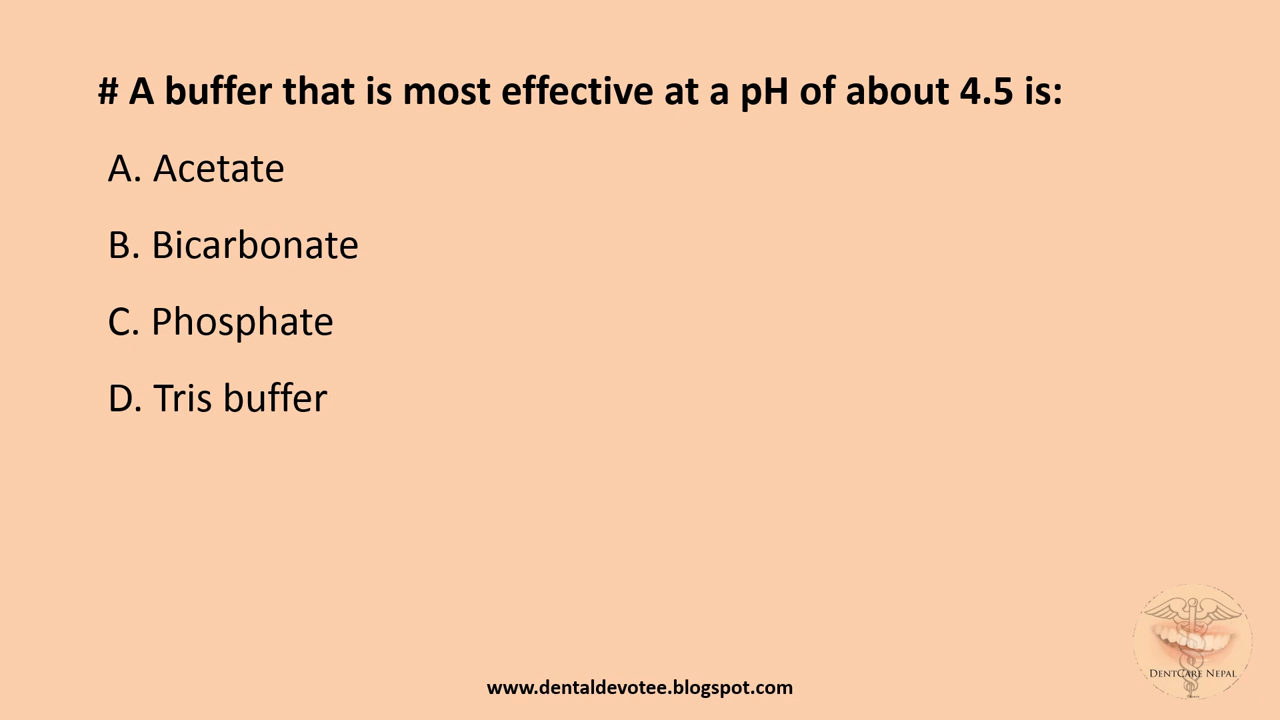 # A buffer that is most effective at a pH of about 4.5 is:
A. Acetate
B. Bicarbonate
C. Phosphate
D. Tris buffer
DentCare Nepal
www.dentaldevotee.blogspot.com